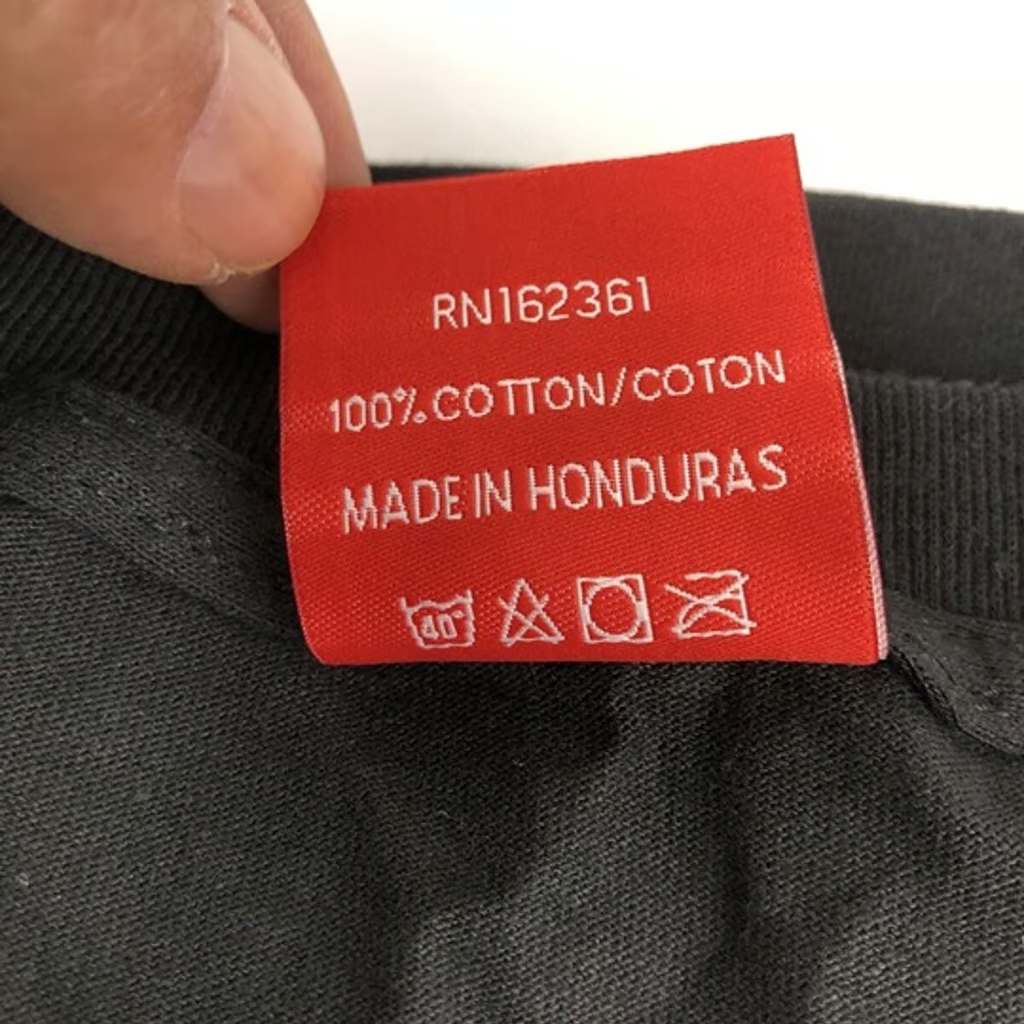 RN162361
100% COTTON/COTON
MADE IN HONDURAS
40°